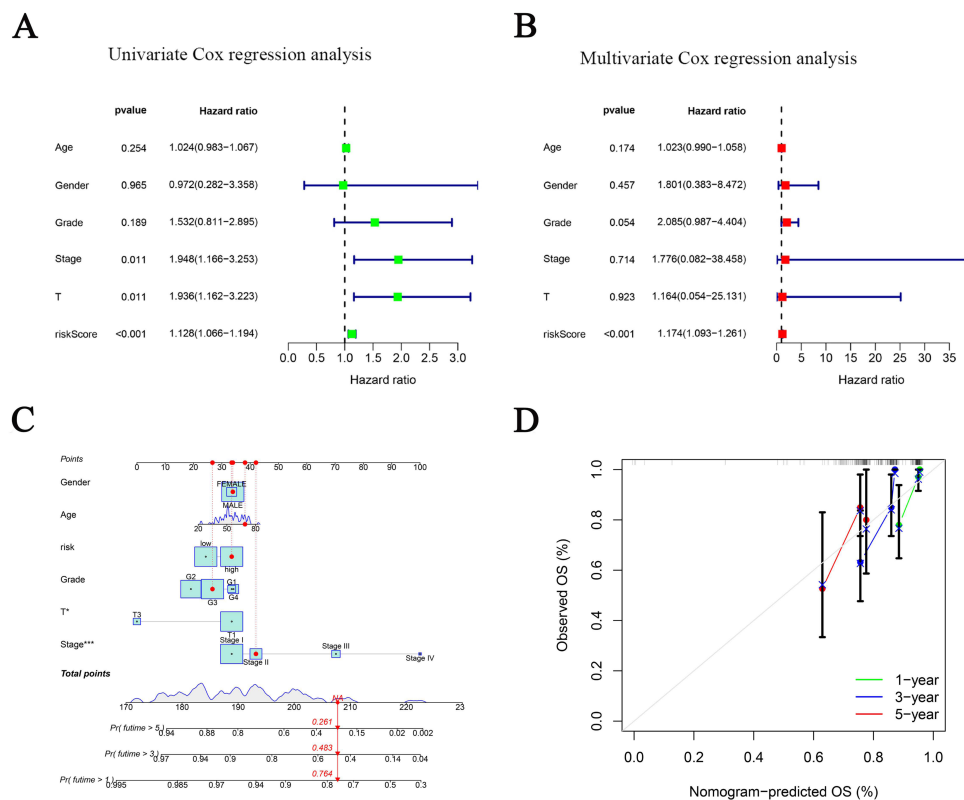 A
Univariate Cox regression analysis
pvalue Hazard ratio
Age 0.254 1.024(0.983−1.067)
Gender 0.965 0.972(0.282−3.358)
Grade 0.189 1.532(0.811−2.895)
Stage 0.011 1.948(1.166−3.253)
T 0.011 1.936(1.162−3.223)
riskScore <0.001 1.128(1.066−1.194)
0.0 0.5 1.0 1.5 2.0 2.5 3.0
Hazard ratio
B
Multivariate Cox regression analysis
pvalue Hazard ratio
Age 0.174 1.023(0.990−1.058)
Gender 0.457 1.801(0.383−8.472)
Grade 0.054 2.085(0.987−4.404)
Stage 0.714 1.776(0.082−38.458)
T 0.923 1.164(0.054−25.131)
riskScore <0.001 1.174(1.093−1.261)
0 5 10 15 20 25 30 35
Hazard ratio
C
Points 0 10 20 30 40 50 60 70 80 90 100
Gender FEMALE
MALE
Age
20 50 80
risk low
high
Grade G2 G1
G3 G4
T* T3
T1
Stage*** Stage I Stage III
Stage II Stage IV
Total points
NA
170 180 190 200 210 220 23
0.261
Pr( futime > 5 0.94 0.88 0.8 0.6 0.4 0.15 0.02 0.002
0.483
Pr( futime > 3 0.97 0.94 0.9 0.8 0.6 0.4 0.14 0.04
0.764
Pr( futime > 1 0.995 0.985 0.97 0.94 0.9 0.8 0.7 0.5 0.3
D
Observed OS (%)
0.0 0.2 0.4 0.6 0.8 1.0
1−year
3−year
5−year
0.0 0.2 0.4 0.6 0.8 1.0
Nomogram−predicted OS (%)